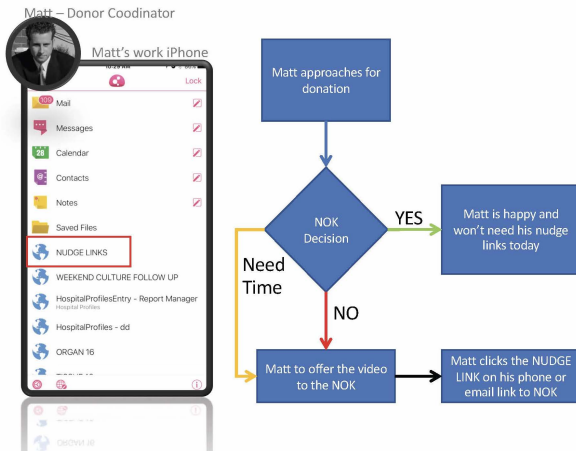 Matt – Donor Coodinator
Matt's work iPhone
Lock
109
Mail
Messages
28
Calendar
@
Contacts
Notes
Saved Files
NUDGE LINKS
WEEKEND CULTURE FOLLOW UP
HospitalProfilesEntry - Report Manager
Hospital Profiles
HospitalProfiles - dd
ORGAN 16
Matt approaches for
donation
NOK
Decision
YES
Matt is happy and
won't need his nudge
links today
Need
Time
NO
Matt to offer the video
to the NOK
Matt clicks the NUDGE
LINK on his phone or
email link to NOK